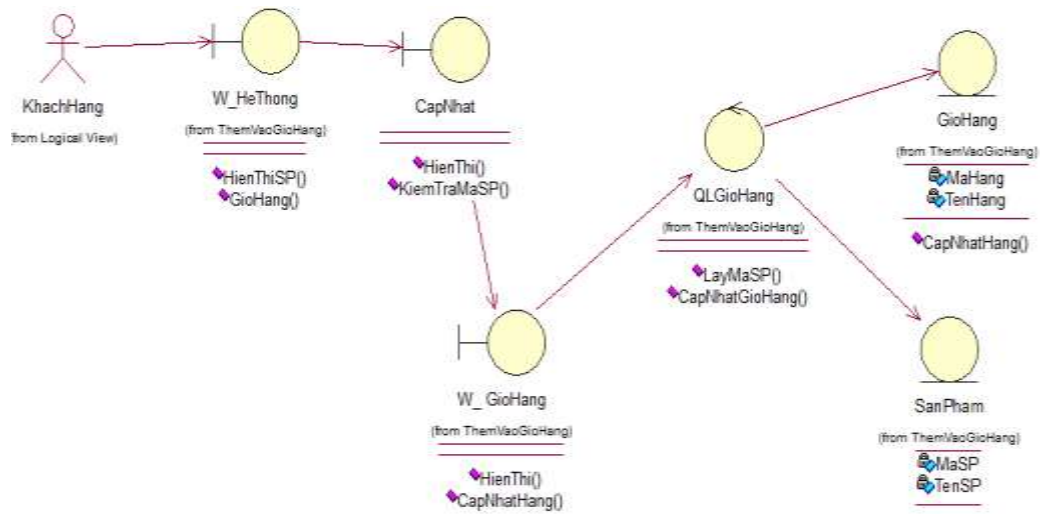 KhachHang
from Logical View)
W_HeThong
(from ThemVaoGioHang)
HienThiSP()
GioHang()
CapNhat
HienThi()
KiemTraMaSP()
W_ GioHang
(from ThemVaoGioHang)
HienThi()
CapNhatHang()
QLGioHang
(from ThemVaoGioHang)
LayMaSP()
CapNhatGioHang()
GioHang
(from ThemVaoGioHang)
MaHang
TenHang
CapNhatHang()
SanPham
(from ThemVaoGioHang)
MaSP
TenSP